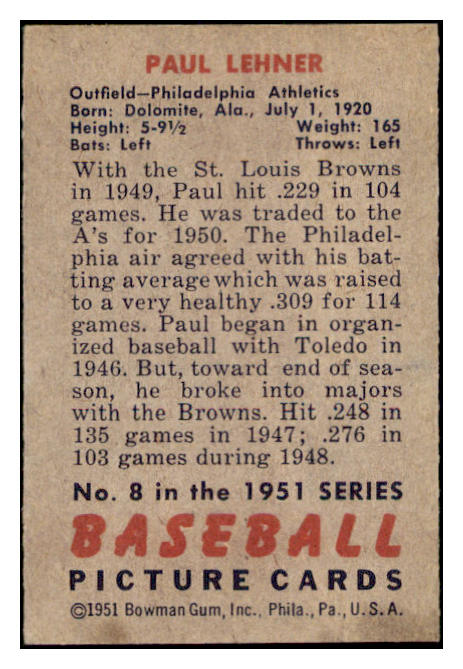 PAUL LEHNER
Outfield—Philadelphia Athletics
Born: Dolomite, Ala., July 1, 1920
Height: 5-9½ Weight: 165
Bats: Left Throws: Left
With the St. Louis Browns
in 1949, Paul hit .229 in 104
games. He was traded to the
A's for 1950. The Philadel-
phia air agreed with his bat-
ting average which was raised
to a very healthy .309 for 114
games. Paul began in organ-
ized baseball with Toledo in
1946. But, toward end of sea-
son, he broke into majors
with the Browns. Hit .248 in
135 games in 1947; .276 in
103 games during 1948.
No. 8 in the 1951 SERIES
BASEBALL
PICTURE CARDS
©1951 Bowman Gum, Inc., Phila., Pa., U.S.A.